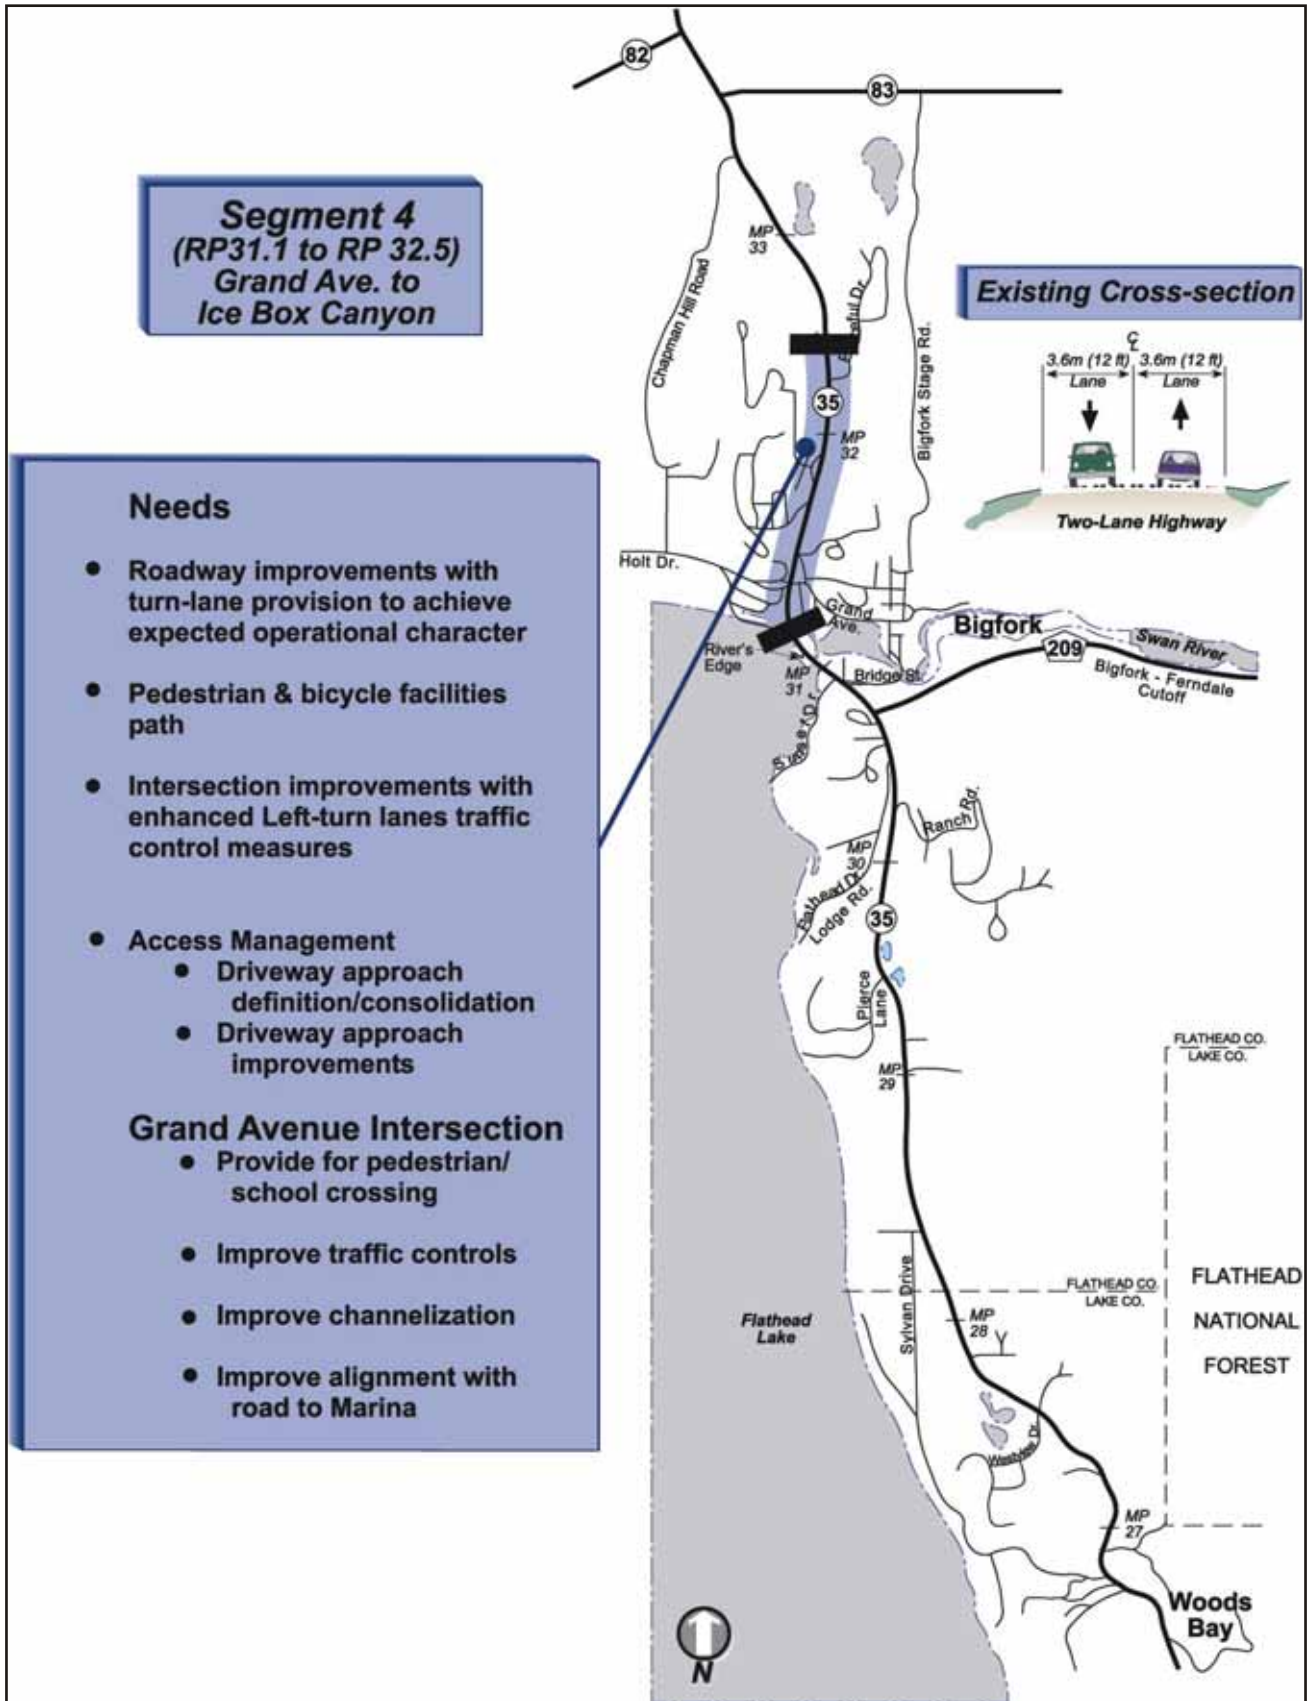 82
83
Segment 4
(RP31.1 to RP 32.5)
Grand Ave. to
Ice Box Canyon
MP
33
Chapman Hill Road
Bigfork Stage Rd.
Existing Cross-section
3.6m (12 ft) 3.6m (12 ft)
Lane Lane
Two-Lane Highway
35
MP
32
Needs
• Roadway improvements with
turn-lane provision to achieve
expected operational character
• Pedestrian & bicycle facilities
path
• Intersection improvements with
enhanced Left-turn lanes traffic
control measures
• Access Management
• Driveway approach
definition/consolidation
• Driveway approach
improvements
Grand Avenue Intersection
• Provide for pedestrian/
school crossing
• Improve traffic controls
• Improve channelization
• Improve alignment with
road to Marina
Holt Dr.
Grand
Ave.
Bigfork
Swan River
209
Bigfork - Ferndale
Cutoff
River's
Edge
MP
31
Bridge St.
Sunset Dr.
Ranch Rd.
MP
30
Flathead Dr.
Lodge Rd.
35
Pierce
Lane
MP
29
FLATHEAD CO.
LAKE CO.
Sylvan Drive
FLATHEAD CO.
LAKE CO.
FLATHEAD
NATIONAL
FOREST
Flathead
Lake
MP
28
MP
27
Woods
Bay
N